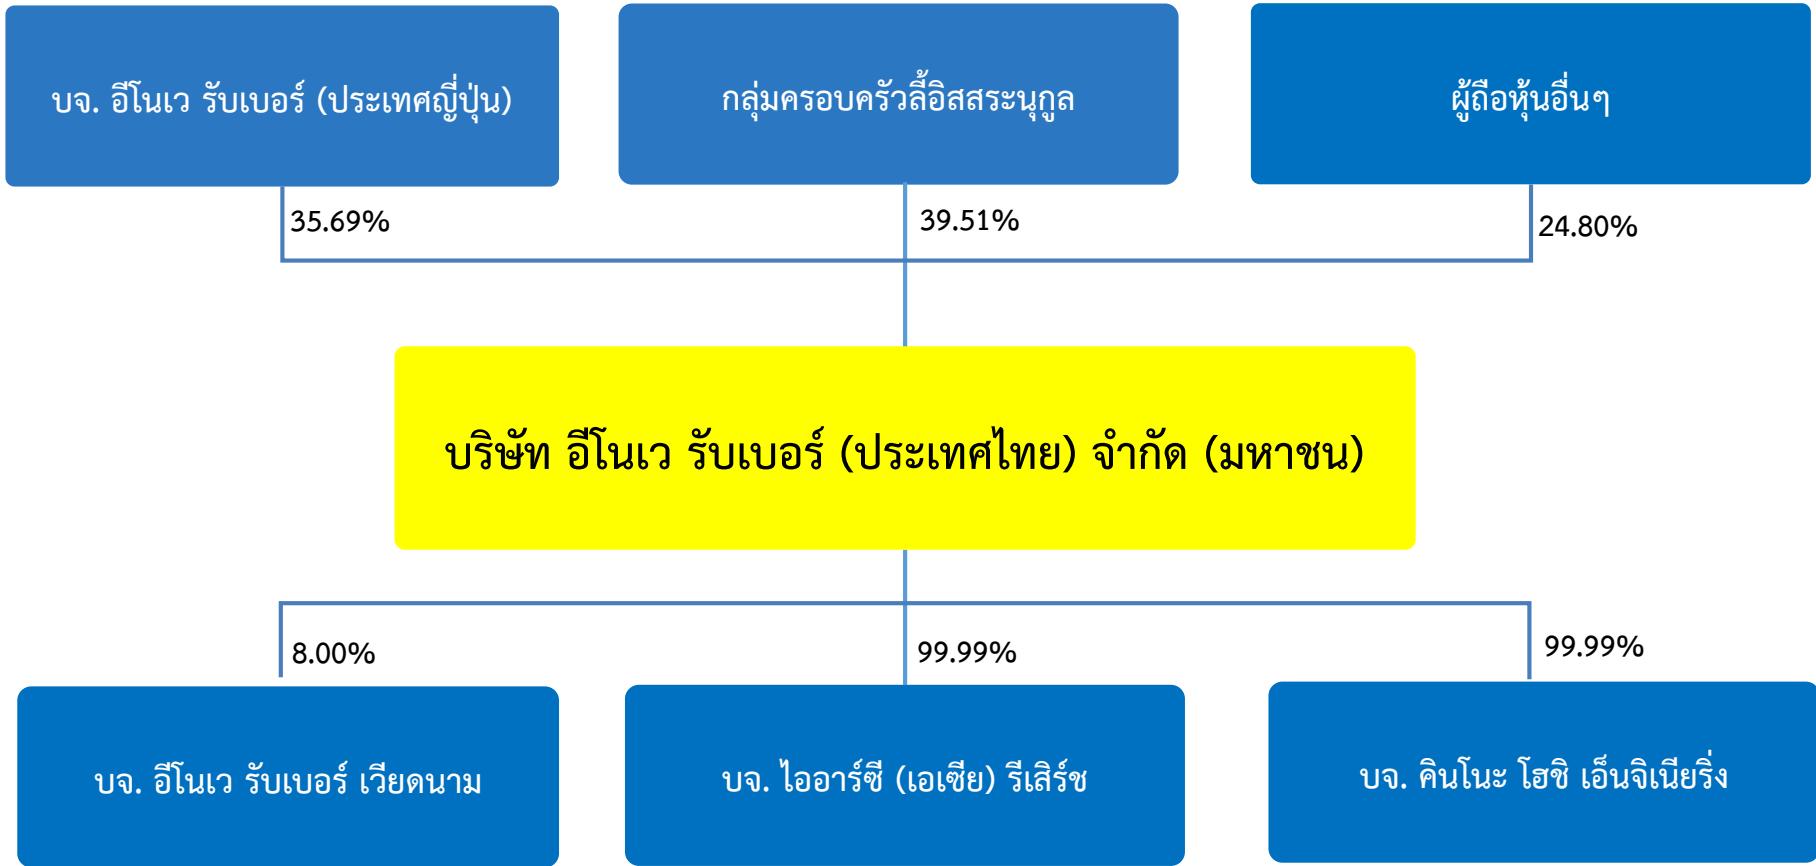 บจ. อีโนเว รับเบอร์ (ประเทศญี่ปุ่น)
กลุ่มครอบครัวลี้อิสสระนุกูล
ผู้ถือหุ้นอื่นๆ
35.69%
39.51%
24.80%
บริษัท อีโนเว รับเบอร์ (ประเทศไทย) จำกัด (มหาชน)
8.00%
99.99%
99.99%
บจ. อีโนเว รับเบอร์ เวียดนาม
บจ. ไออาร์ซี (เอเซีย) รีเสิร์ช
บจ. คินโนะ โฮชิ เอ็นจิเนียริ่ง